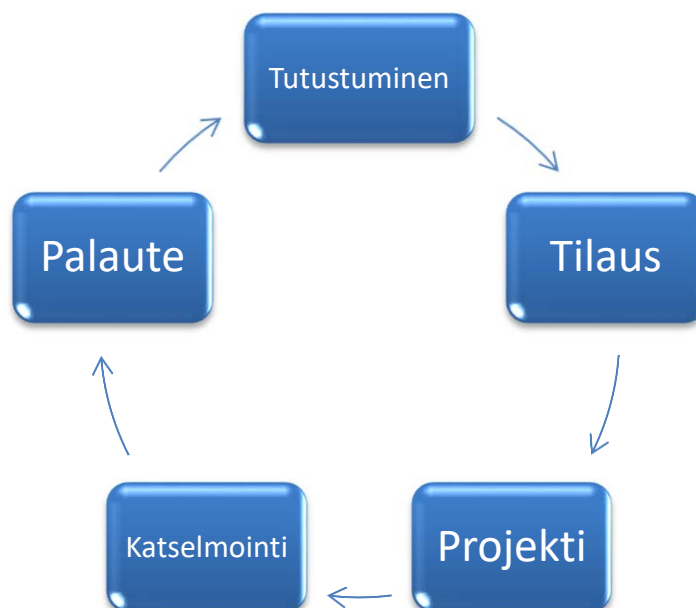 Tutustuminen
Tilaus
Projekti
Katselmointi
Palaute